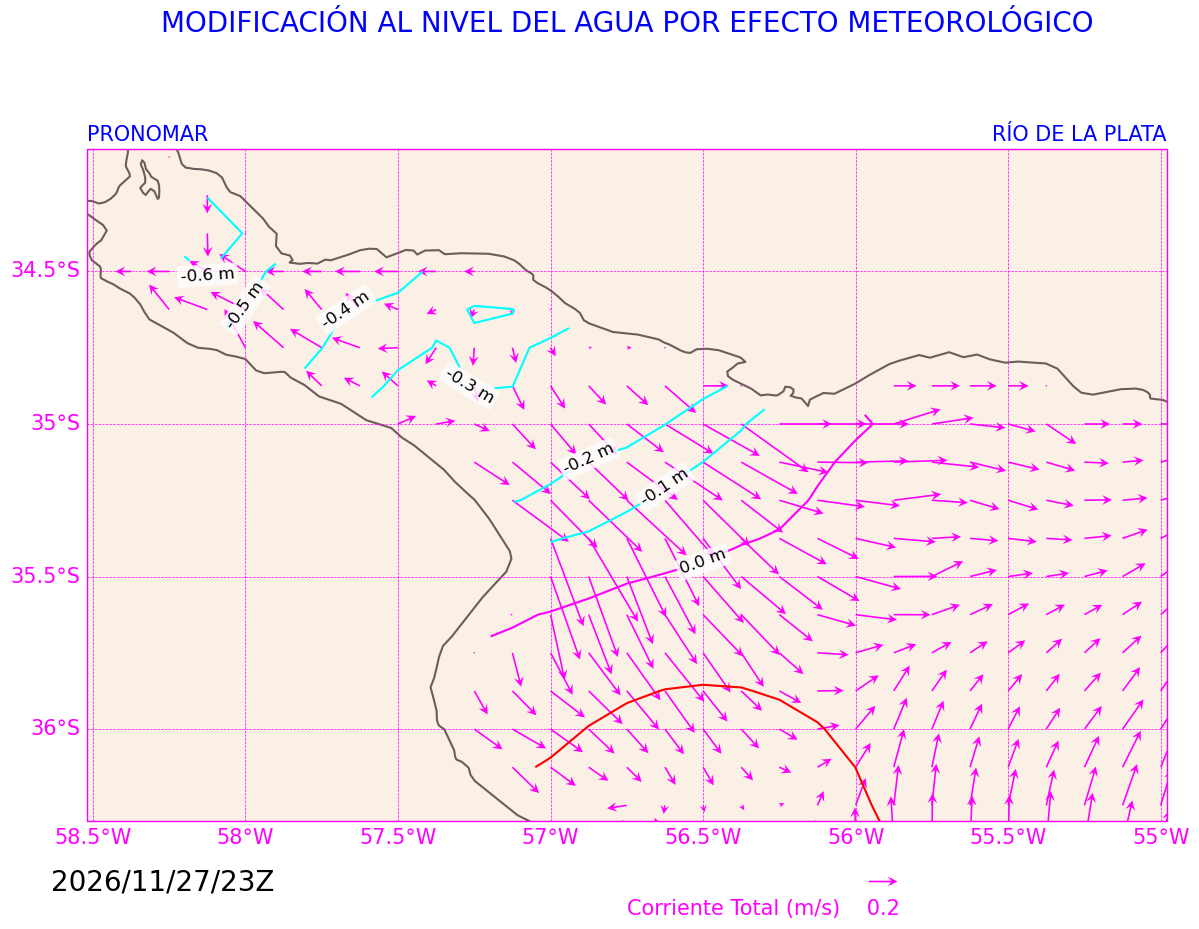 MODIFICACIÓN AL NIVEL DEL AGUA POR EFECTO METEOROLÓGICO
PRONOMAR
RÍO DE LA PLATA
34.5°S
-0.6 m
-0.5 m
-0.4 m
-0.3 m
35°S
-0.2 m
-0.1 m
0.0 m
35.5°S
36°S
58.5°W
58°W
57.5°W
57°W
56.5°W
56°W
55.5°W
55°W
2026/11/27/23Z
Corriente Total (m/s) 0.2